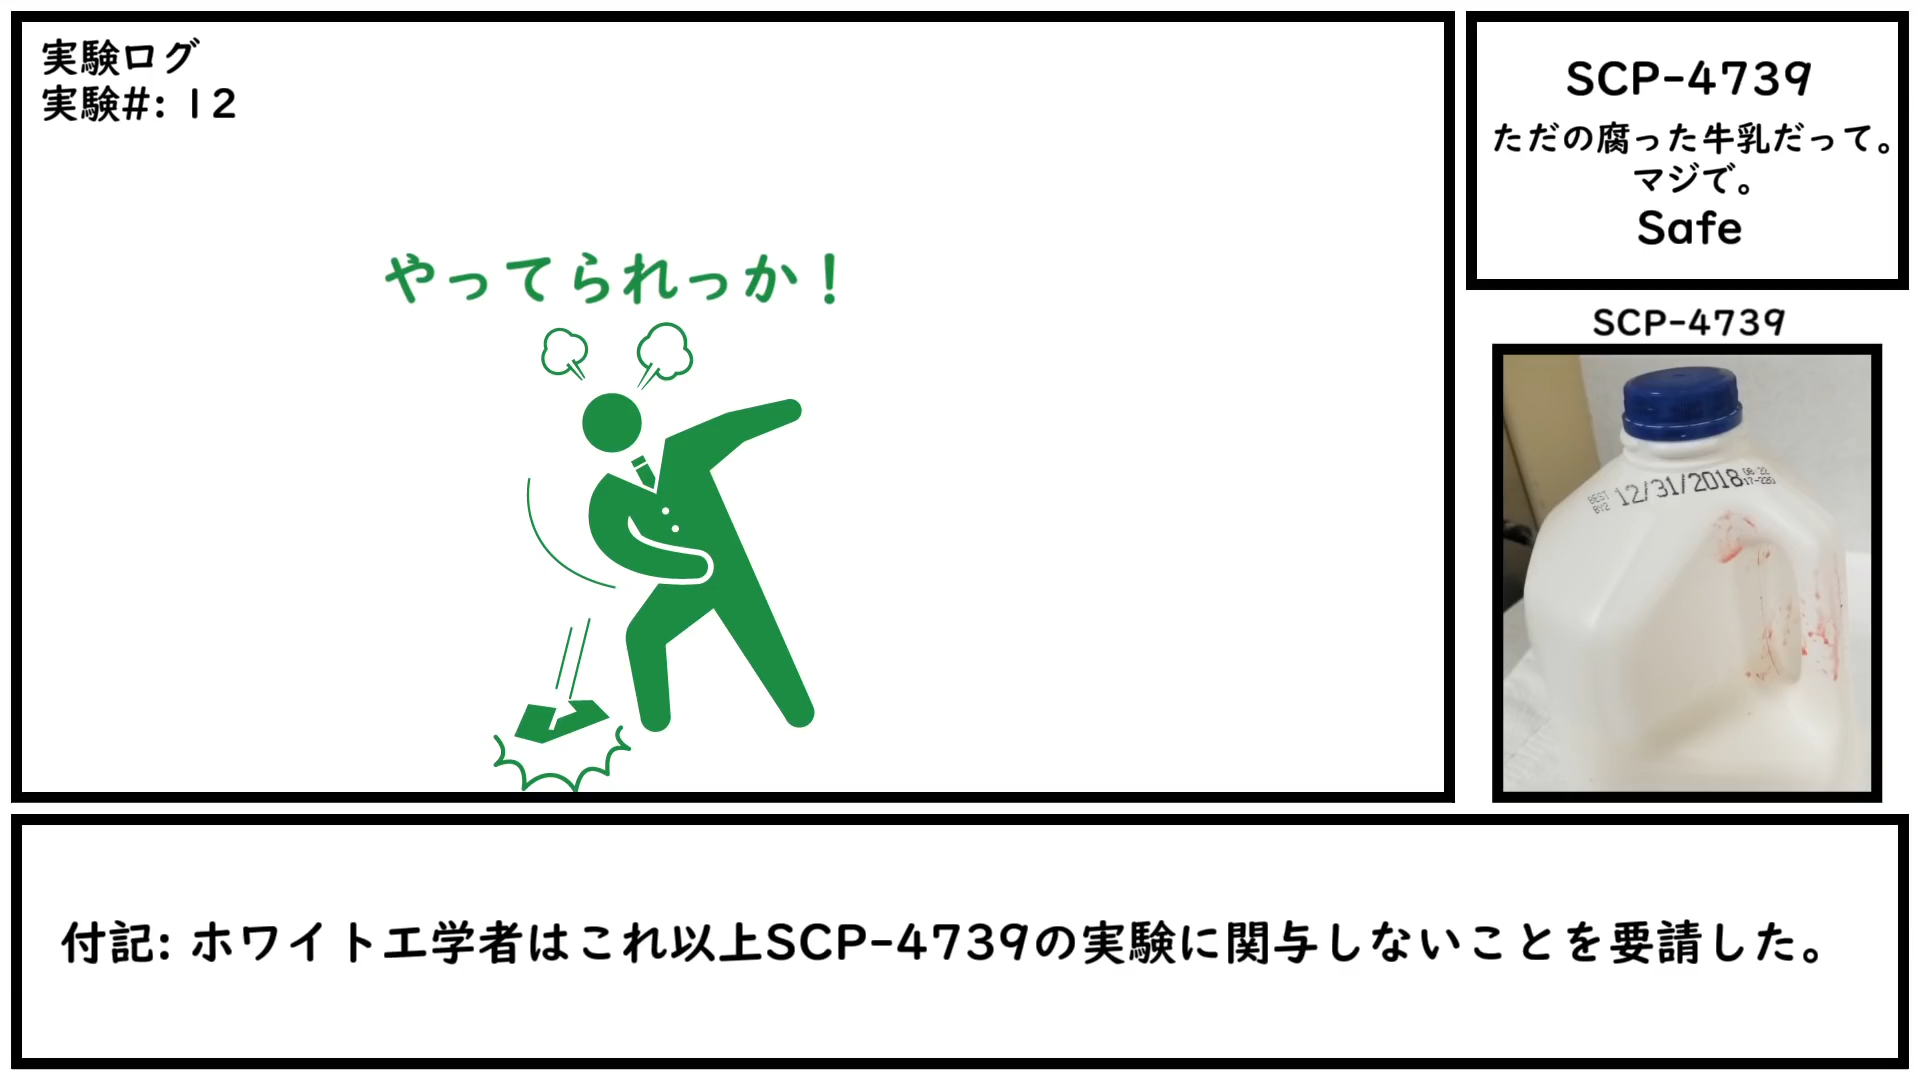 実験ログ
実験#: 12
やってられっか！
SCP-4739
ただの腐った牛乳だって。
マジで。
Safe
SCP-4739
BEST
BY2
12/31/2018
付記: ホワイト工学者はこれ以上SCP-4739の実験に関与しないことを要請した。